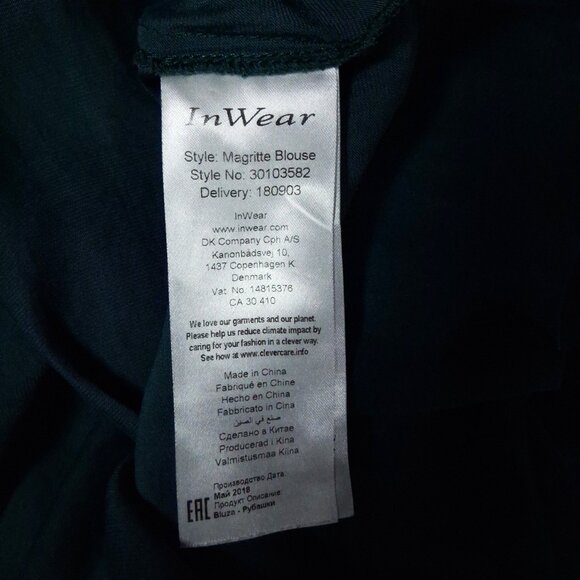 InWear
Style: Magritte Blouse
Style No: 30103582
Delivery: 180903
InWear
www.inwear.com
DK Company Cph A/S
Kanonbådsvej 10,
1437 Copenhagen K.
Denmark
Vat. No. 14815376
CA 30.410
We love our garments and our planet.
Please help us reduce climate impact by
caring for your fashion in a clever way.
See how at www.clevercare.info
Made in China
Fabriqué en Chine
Hecho en China
Fabbricato in Cina
صنع في الصين
Сделано в Китае
Producerad i Kina
Valmistusmaa Kiina
Производство Дата:
Май 2018
Продукт Описание:
Bluza - Рубашки
EAC